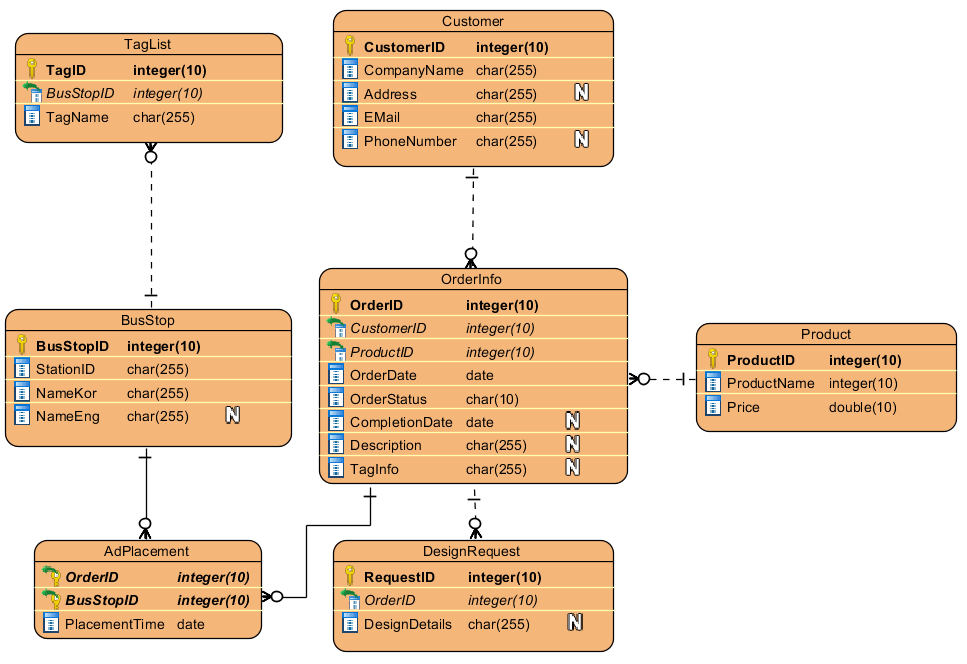 TagList
TagID integer(10)
BusStopID integer(10)
TagName char(255)
Customer
CustomerID integer(10)
CompanyName char(255)
Address char(255) N
EMail char(255)
PhoneNumber char(255) N
BusStop
BusStopID integer(10)
StationID char(255)
NameKor char(255)
NameEng char(255) N
OrderInfo
OrderID integer(10)
CustomerID integer(10)
ProductID integer(10)
OrderDate date
OrderStatus char(10)
CompletionDate date N
Description char(255) N
TagInfo char(255) N
Product
ProductID integer(10)
ProductName integer(10)
Price double(10)
AdPlacement
OrderID integer(10)
BusStopID integer(10)
PlacementTime date
DesignRequest
RequestID integer(10)
OrderID integer(10)
DesignDetails char(255) N